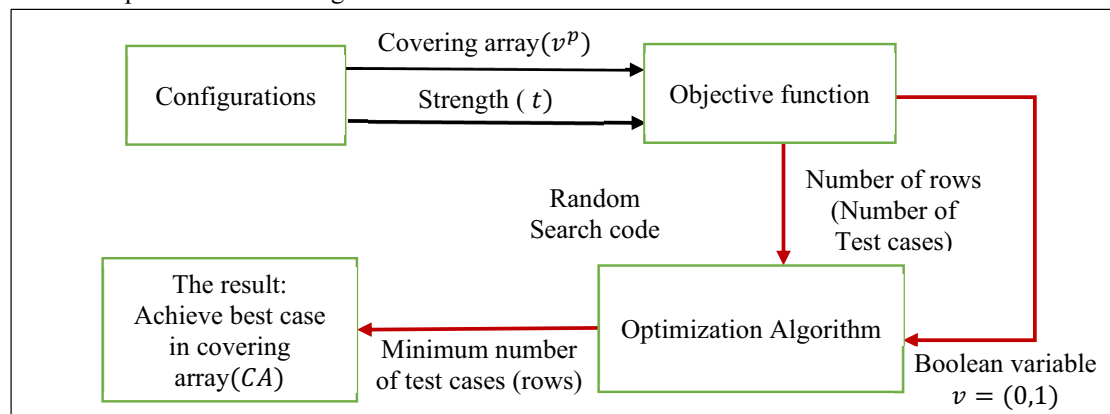 Covering array(v^p)
Configurations
Strength ( t)
Objective function
Number of rows
(Number of
Test cases)
Random
Search code
The result:
Achieve best case
in covering
array(CA)
Optimization Algorithm
Minimum number
of test cases (rows)
Boolean variable
v = (0,1)